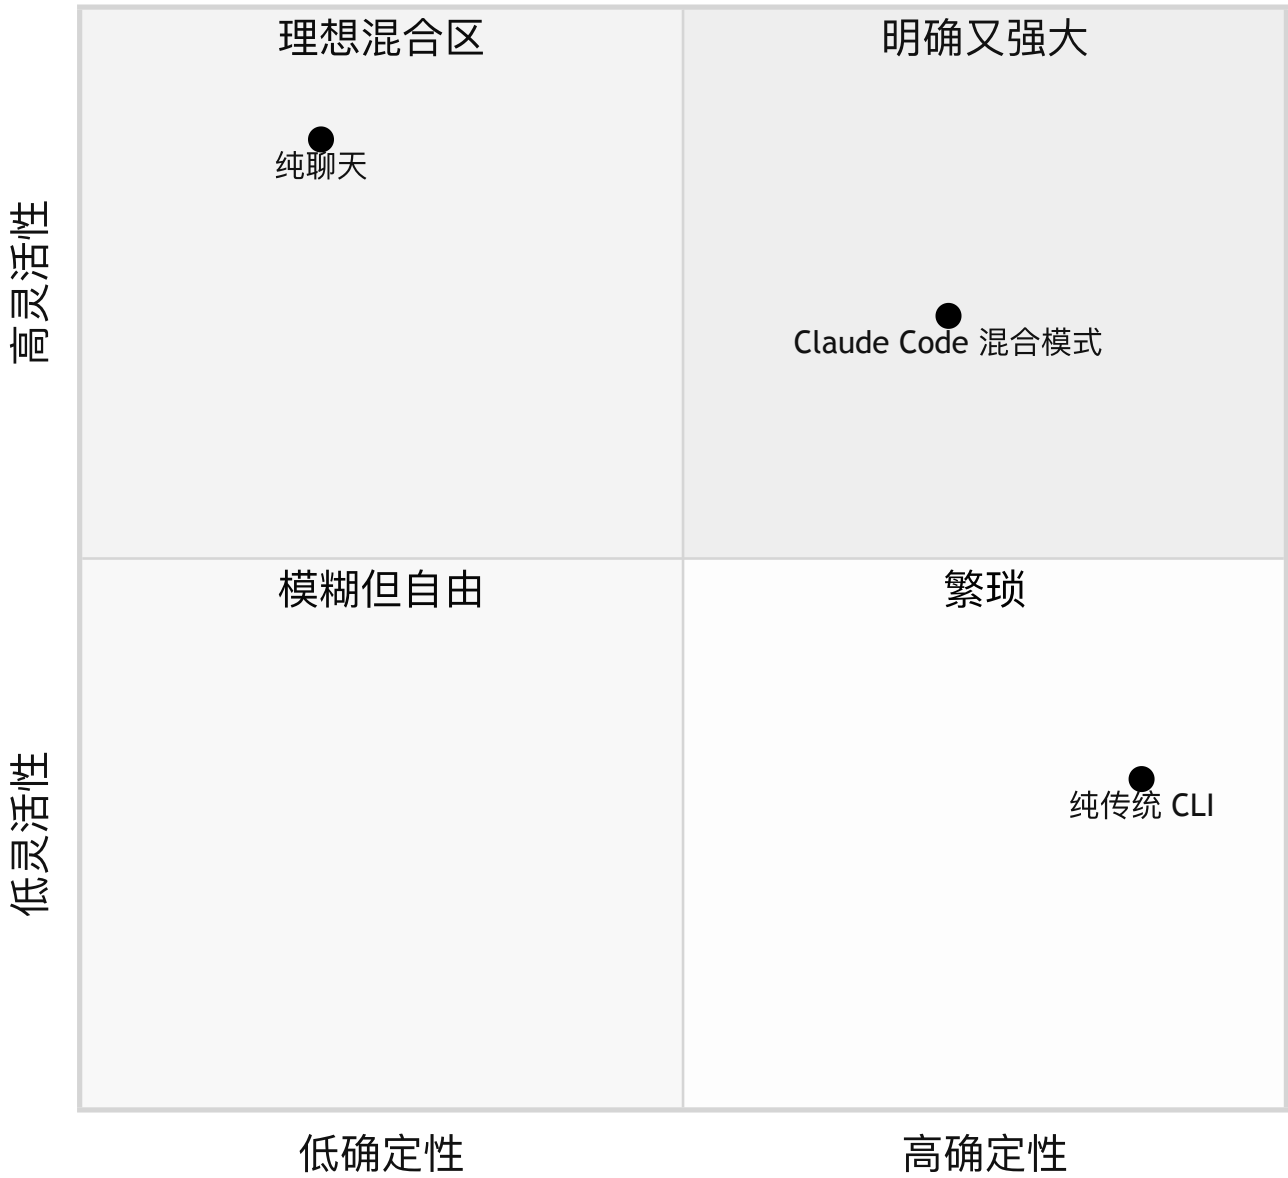 理想混合区
明确又强大
纯聊天
高灵活性
Claude Code 混合模式
模糊但自由
繁琐
低灵活性
纯传统 CLI
低确定性
高确定性